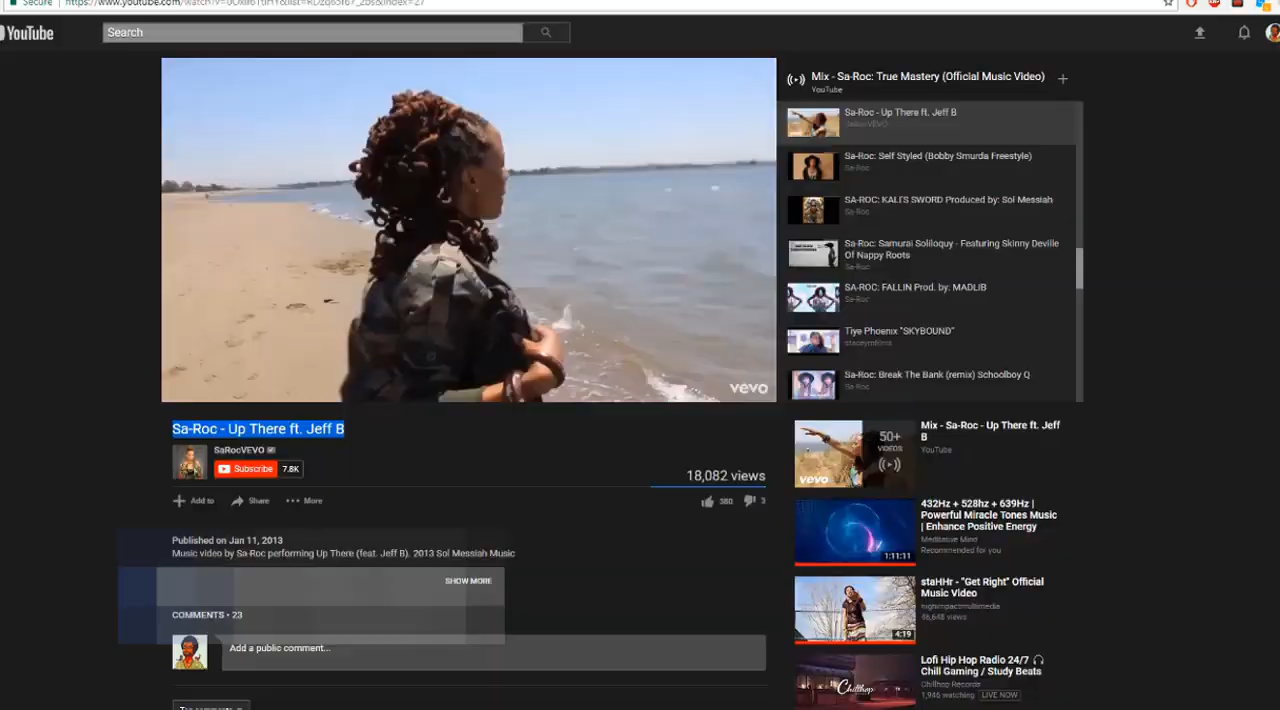 Secure
YouTube
Search
vevo
Sa-Roc - Up There ft. Jeff B
SaRocVEVO
Subscribe 7.8K
18,082 views
Add to Share More
380 3
Published on Jan 11, 2013
Music video by Sa-Roc performing Up There (feat. Jeff B). 2013 Sol Messiah Music
SHOW MORE
COMMENTS • 23
Add a public comment...
Mix - Sa-Roc: True Mastery (Official Music Video)
YouTube
Sa-Roc - Up There ft. Jeff B
SaRocVEVO
Sa-Roc: Self Styled (Bobby Smurda Freestyle)
Sa-Roc
SA-ROC: KALI'S SWORD Produced by: Sol Messiah
Sa-Roc
Sa-Roc: Samurai Soliloquy - Featuring Skinny Deville
Of Nappy Roots
Sa-Roc
SA-ROC: FALLIN Prod. by: MADLIB
Sa-Roc
Tiye Phoenix "SKYBOUND"
staceymfilms
Sa-Roc: Break The Bank (remix) Schoolboy Q
Sa-Roc
50+
VIDEOS
vevo
Mix - Sa-Roc - Up There ft. Jeff
B
YouTube
1:11:11
432Hz + 528hz + 639Hz |
Powerful Miracle Tones Music
| Enhance Positive Energy
Meditative Mind
Recommended for you
4:19
staHHr - "Get Right" Official
Music Video
highimpactmultimedia
46,648 views
Chillhop
Lofi Hip Hop Radio 24/7 🎧
Chill Gaming / Study Beats
Chillhop Records
1,946 watching LIVE NOW